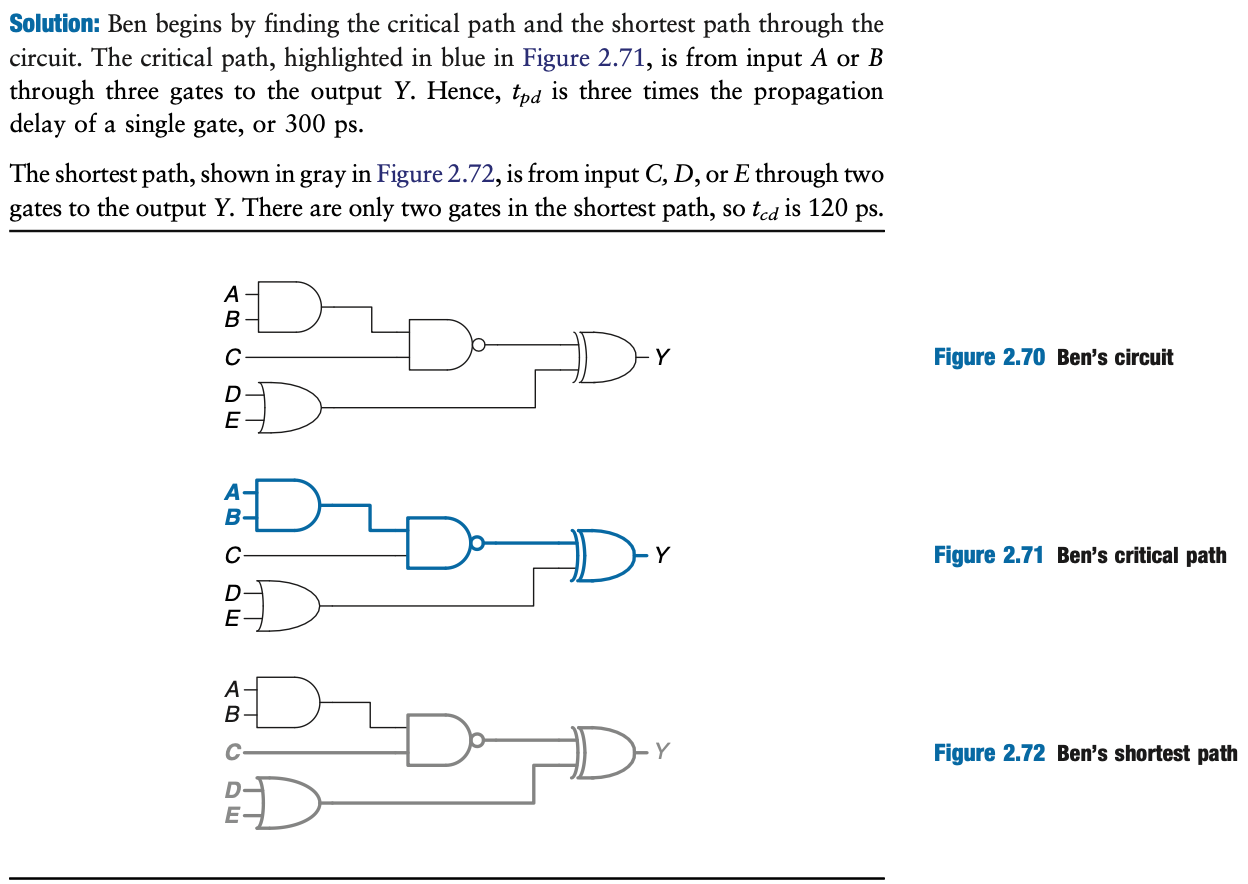 Solution: Ben begins by finding the critical path and the shortest path through the
circuit. The critical path, highlighted in blue in Figure 2.71, is from input A or B
through three gates to the output Y. Hence, tpd is three times the propagation
delay of a single gate, or 300 ps.
The shortest path, shown in gray in Figure 2.72, is from input C, D, or E through two
gates to the output Y. There are only two gates in the shortest path, so tcd is 120 ps.
A
B
C
D
E
Y
Figure 2.70 Ben's circuit
A
B
C
D
E
Y
Figure 2.71 Ben's critical path
A
B
C
D
E
Y
Figure 2.72 Ben's shortest path